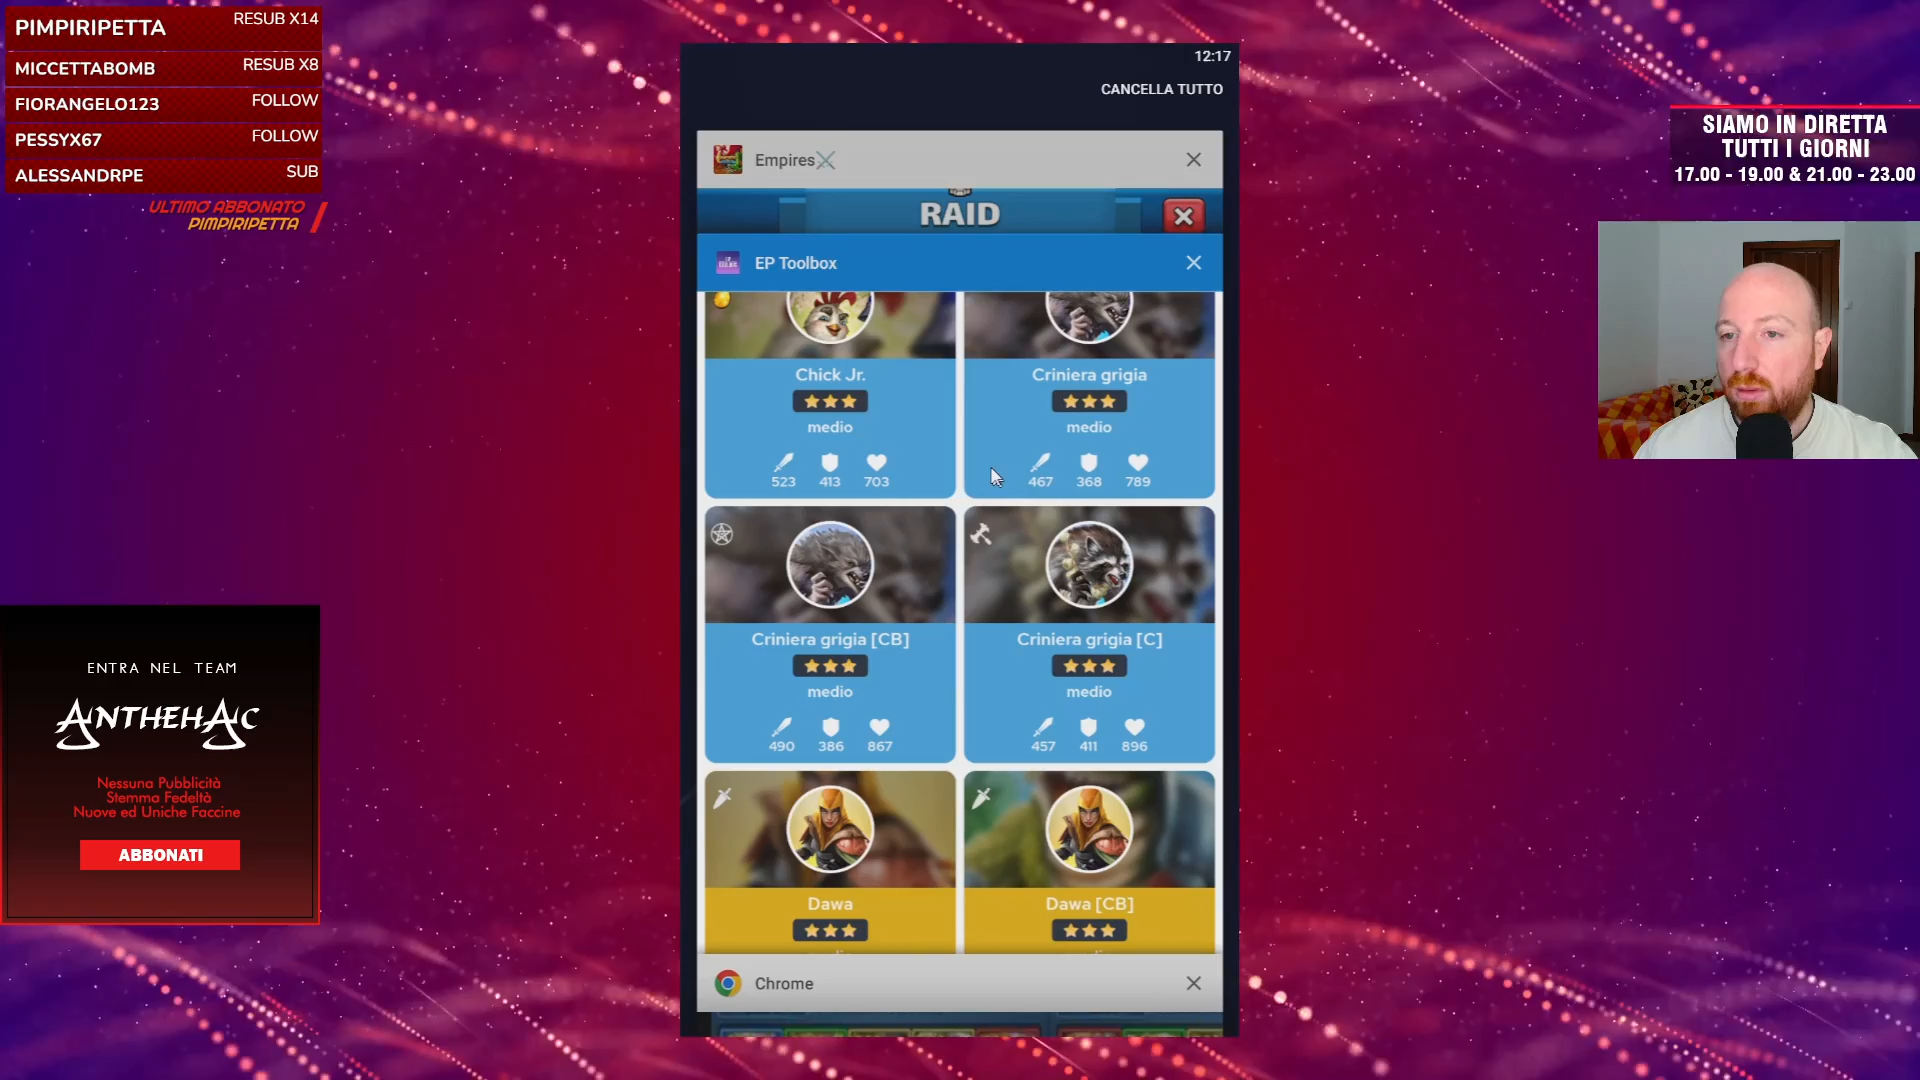 PIMPIRIPETTA RESUB X14
MICCETTABOMB RESUB X8
FIORANGELO123 FOLLOW
PESSYX67 FOLLOW
ALESSANDRPE SUB
ULTIMO ABBONATO
PIMPIRIPETTA
ENTRA NEL TEAM
ANTHEHAC
Nessuna Pubblicità
Stemma Fedeltà
Nuove ed Uniche Faccine
ABBONATI
12:17
CANCELLA TUTTO
Empires
RAID
EP Toolbox
Chick Jr.
medio
523 413 703
Criniera grigia
medio
467 368 789
Criniera grigia [CB]
medio
490 386 867
Criniera grigia [C]
medio
457 411 896
Dawa
Dawa [CB]
Chrome
SIAMO IN DIRETTA
TUTTI I GIORNI
17.00 - 19.00 & 21.00 - 23.00